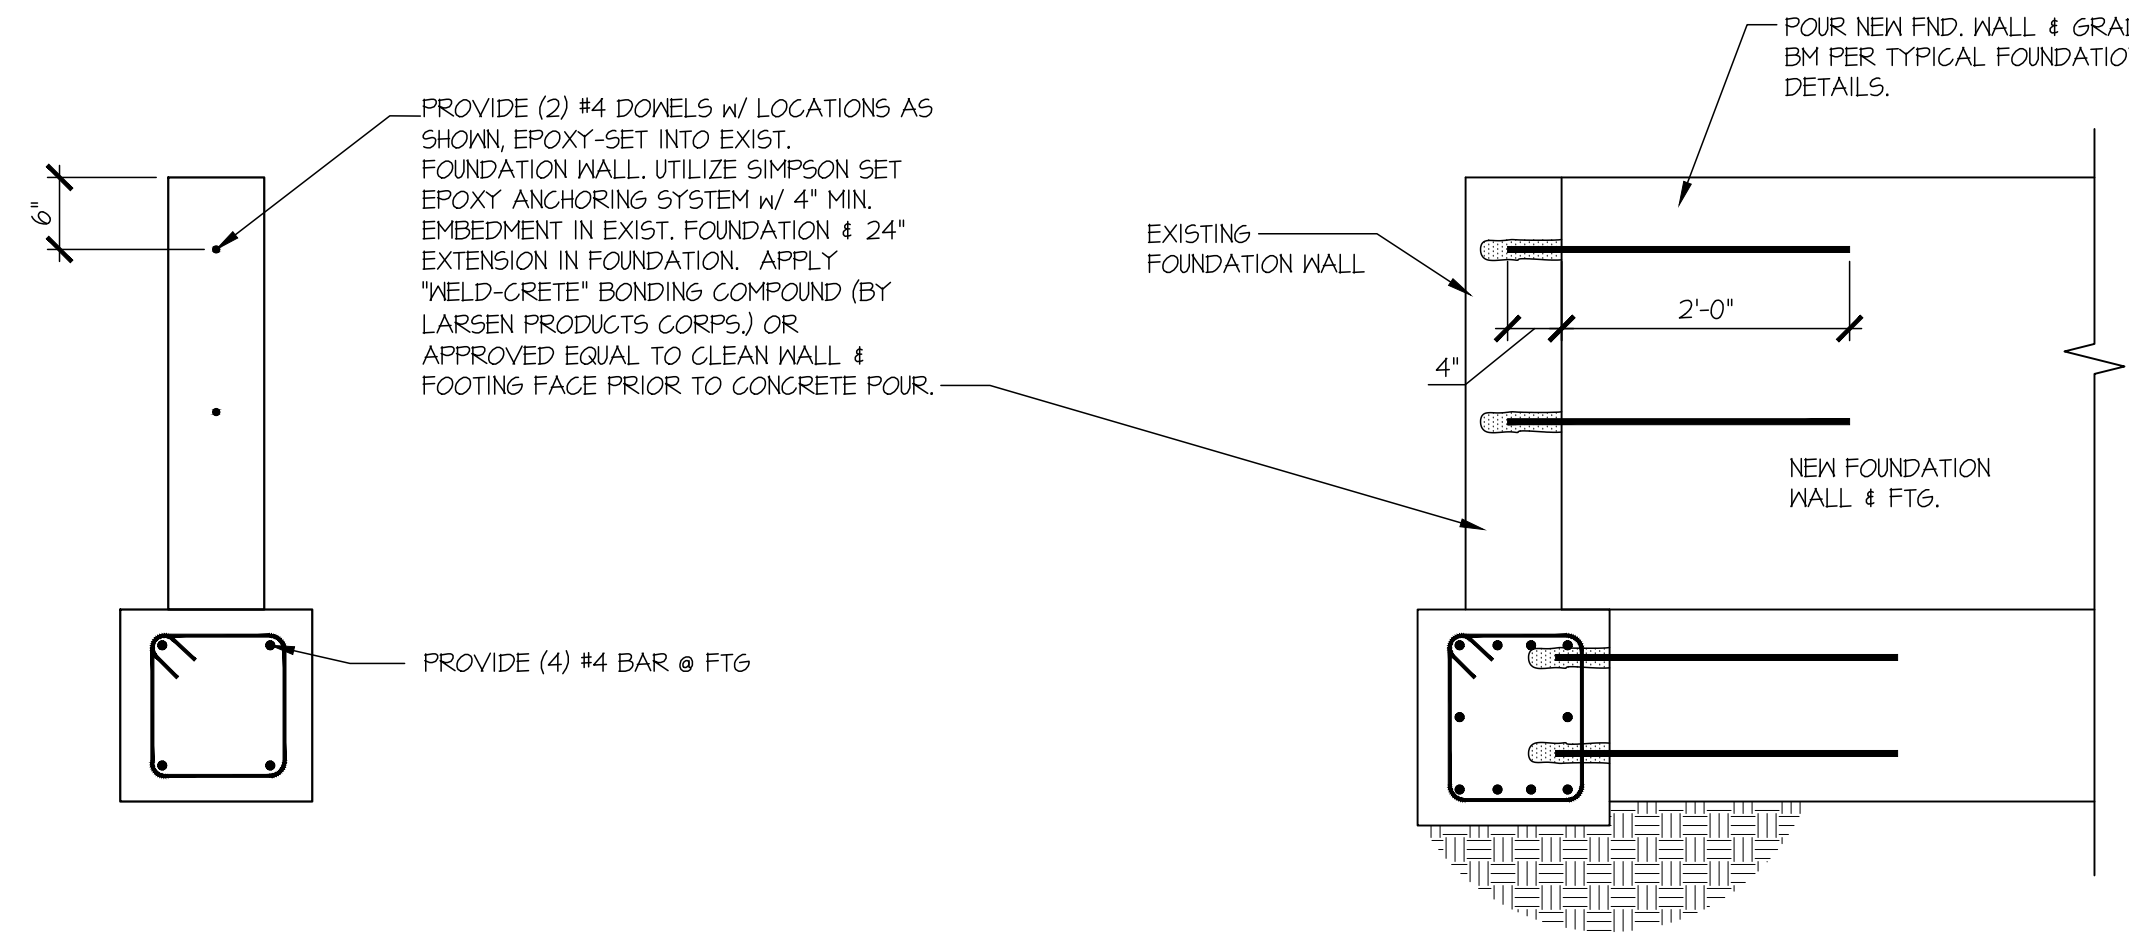 POUR NEW FND. WALL &
BM PER TYPICAL
DETAILS.
PROVIDE (2) #4 DOWELS w/ LOCATIONS AS
SHOWN, EPOXY-SET INTO EXIST.
FOUNDATION WALL. UTILIZE SIMPSON SET
EPOXY ANCHORING SYSTEM w/ 4" MIN.
EMBEDMENT IN EXIST. FOUNDATION & 24"
EXTENSION IN FOUNDATION. APPLY
"WELD-CRETE" BONDING COMPOUND (BY
LARSEN PRODUCTS CORPS.) OR
APPROVED EQUAL TO CLEAN WALL &
FOOTING FACE PRIOR TO CONCRETE POUR.
6"
EXISTING
FOUNDATION WALL
2'-0"
4"
NEW FOUNDATION
WALL & FTG.
PROVIDE (4) #4 BAR @ FTG